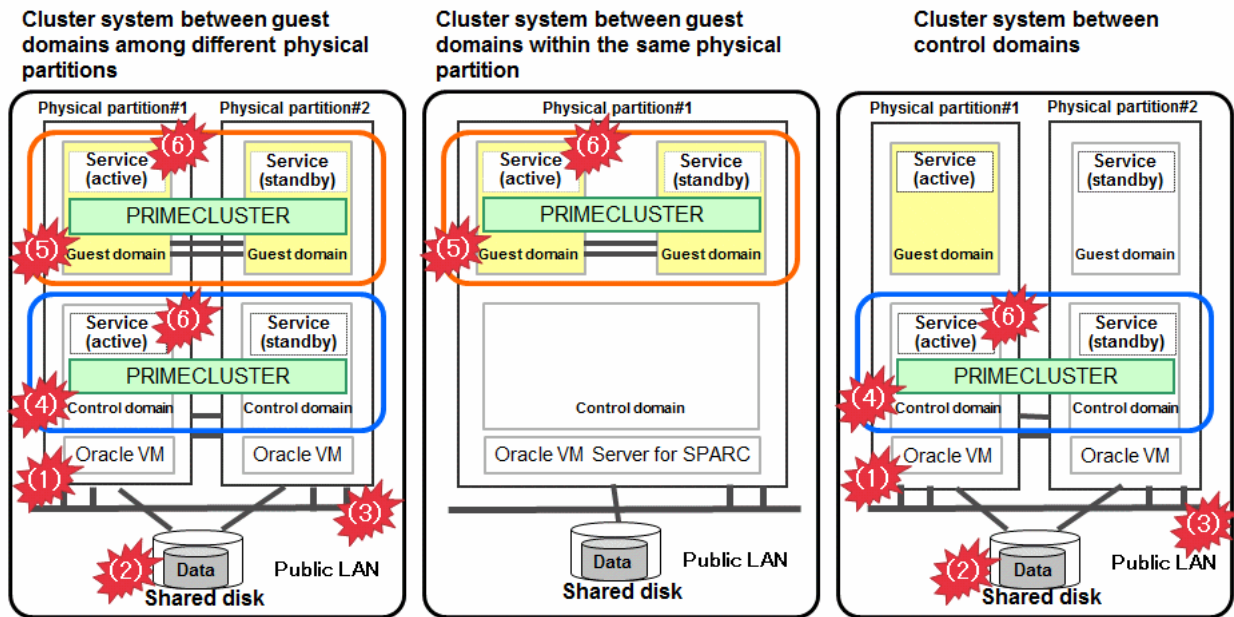 Cluster system between guest
domains among different physical
partitions
Physical partition#1
Physical partition#2
(6)
Service
(active)
Service
(standby)
PRIMECLUSTER
(5)
Guest domain
Guest domain
(6)
Service
(active)
Service
(standby)
PRIMECLUSTER
(4)
Control domain
Control domain
Oracle VM
Oracle VM
(1)
(3)
(2)
Data
Public LAN
Shared disk
Cluster system between guest
domains within the same physical
partition
Physical partition#1
(6)
Service
(active)
Service
(standby)
PRIMECLUSTER
(5)
Guest domain
Guest domain
Control domain
Oracle VM Server for SPARC
Data
Public LAN
Shared disk
Cluster system between
control domains
Physical partition#1
Physical partition#2
Service
(active)
Service
(standby)
Guest domain
Guest domain
(6)
Service
(active)
Service
(standby)
PRIMECLUSTER
(4)
Control domain
Control domain
Oracle VM
Oracle VM
(1)
(3)
(2)
Data
Public LAN
Shared disk